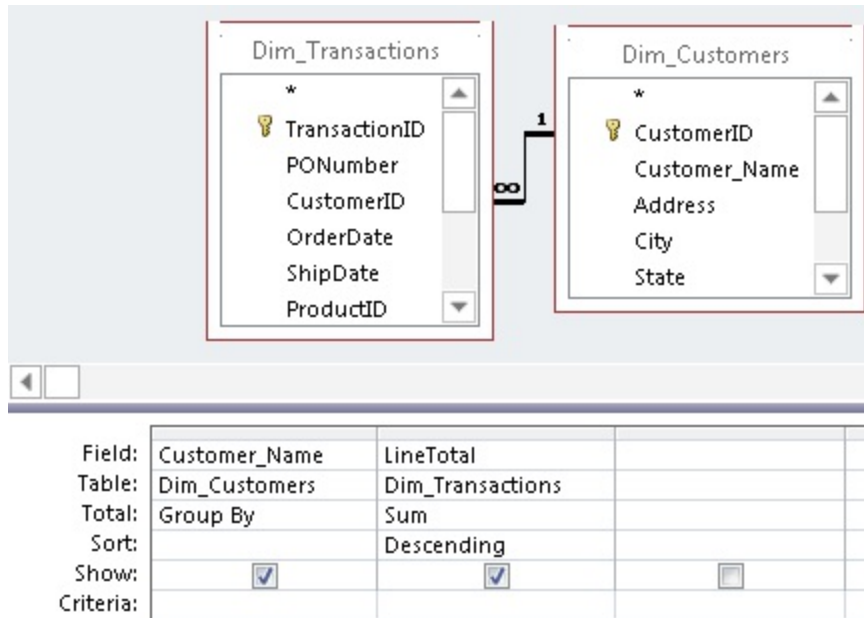 Dim_Transactions
*
TransactionID
PONumber
CustomerID
OrderDate
ShipDate
ProductID
1
∞
Dim_Customers
*
CustomerID
Customer_Name
Address
City
State
Field: Customer_Name LineTotal
Table: Dim_Customers Dim_Transactions
Total: Group By Sum
Sort: Descending
Show:
Criteria: